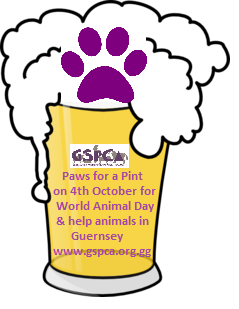 GSPCA
Paws for a Pint
on 4th October for
World Animal Day
& help animals in
Guernsey
www.gspca.org.gg